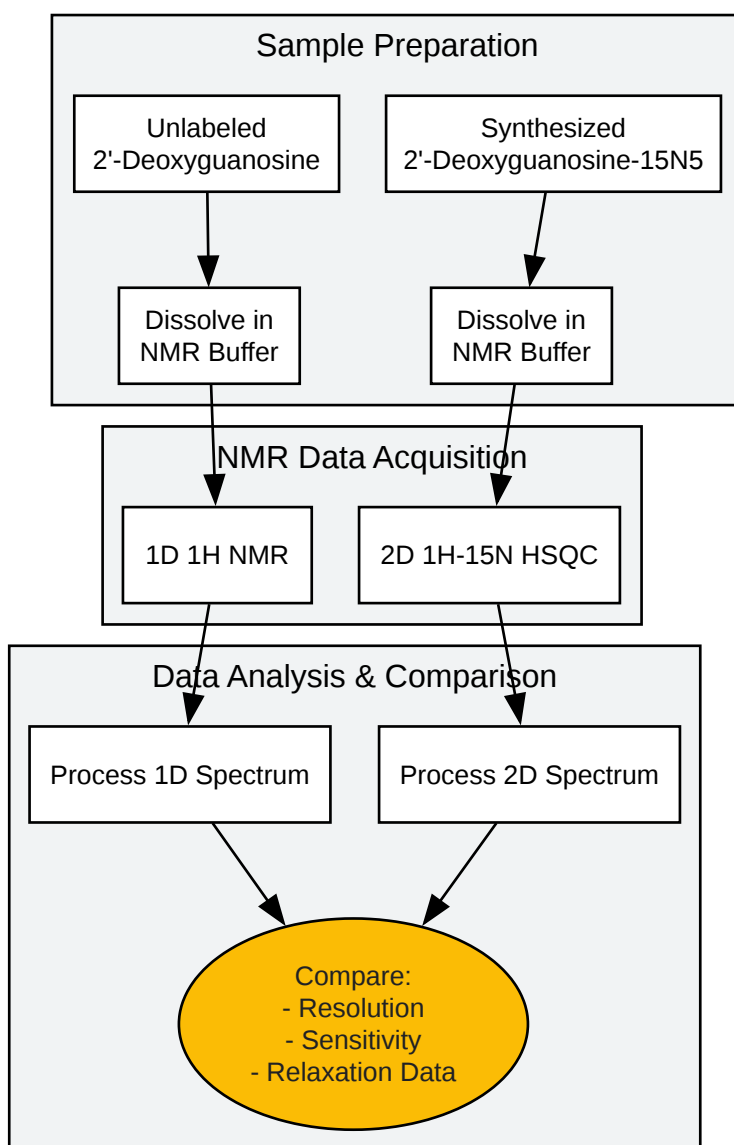 Sample Preparation
Unlabeled
2'-Deoxyguanosine
Synthesized
2'-Deoxyguanosine-15N5
Dissolve in
NMR Buffer
Dissolve in
NMR Buffer
NMR Data Acquisition
1D 1H NMR
2D 1H-15N HSQC
Data Analysis & Comparison
Process 1D Spectrum
Process 2D Spectrum
Compare:
- Resolution
- Sensitivity
- Relaxation Data